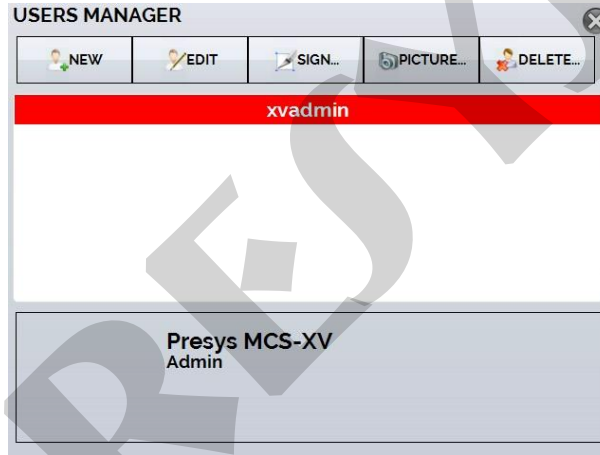 USERS MANAGER
NEW EDIT SIGN... PICTURE... DELETE...
xvadmin
Presys MCS-XV
Admin